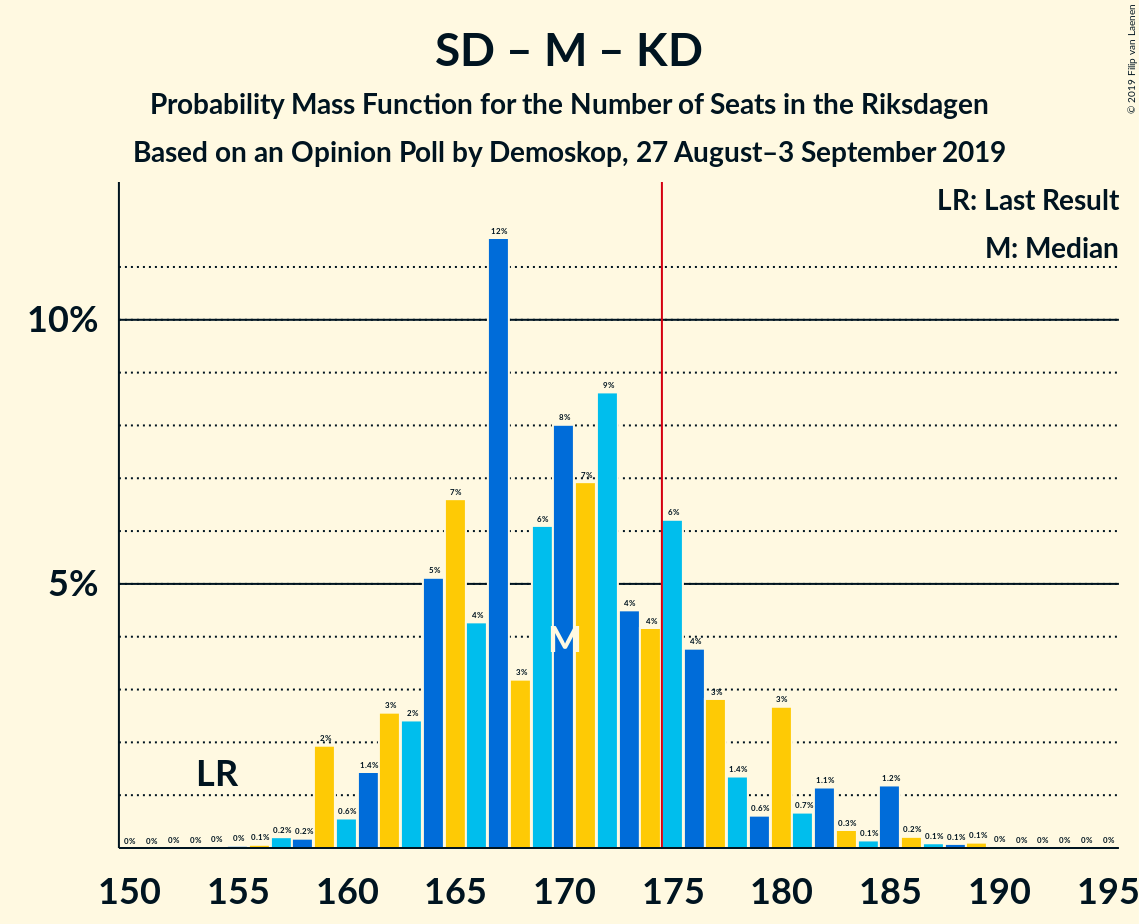 SD – M – KD
Probability Mass Function for the Number of Seats in the Riksdagen
Based on an Opinion Poll by Demoskop, 27 August–3 September 2019
© 2019 Filip van Laenen
LR: Last Result
M: Median
10%
5%
0% 0% 0% 0% 0% 0% 0.1% 0.2% 0.2% 2% 0.6% 1.4% 3% 2% 5% 7% 4% 12% 3% 6% 8% 7% 9% 4% 4% 6% 4% 3% 1.4% 0.6% 3% 0.7% 1.1% 0.3% 0.1% 1.2% 0.2% 0.1% 0.1% 0.1% 0% 0% 0% 0% 0% 0%
LR
M
150 155 160 165 170 175 180 185 190 195